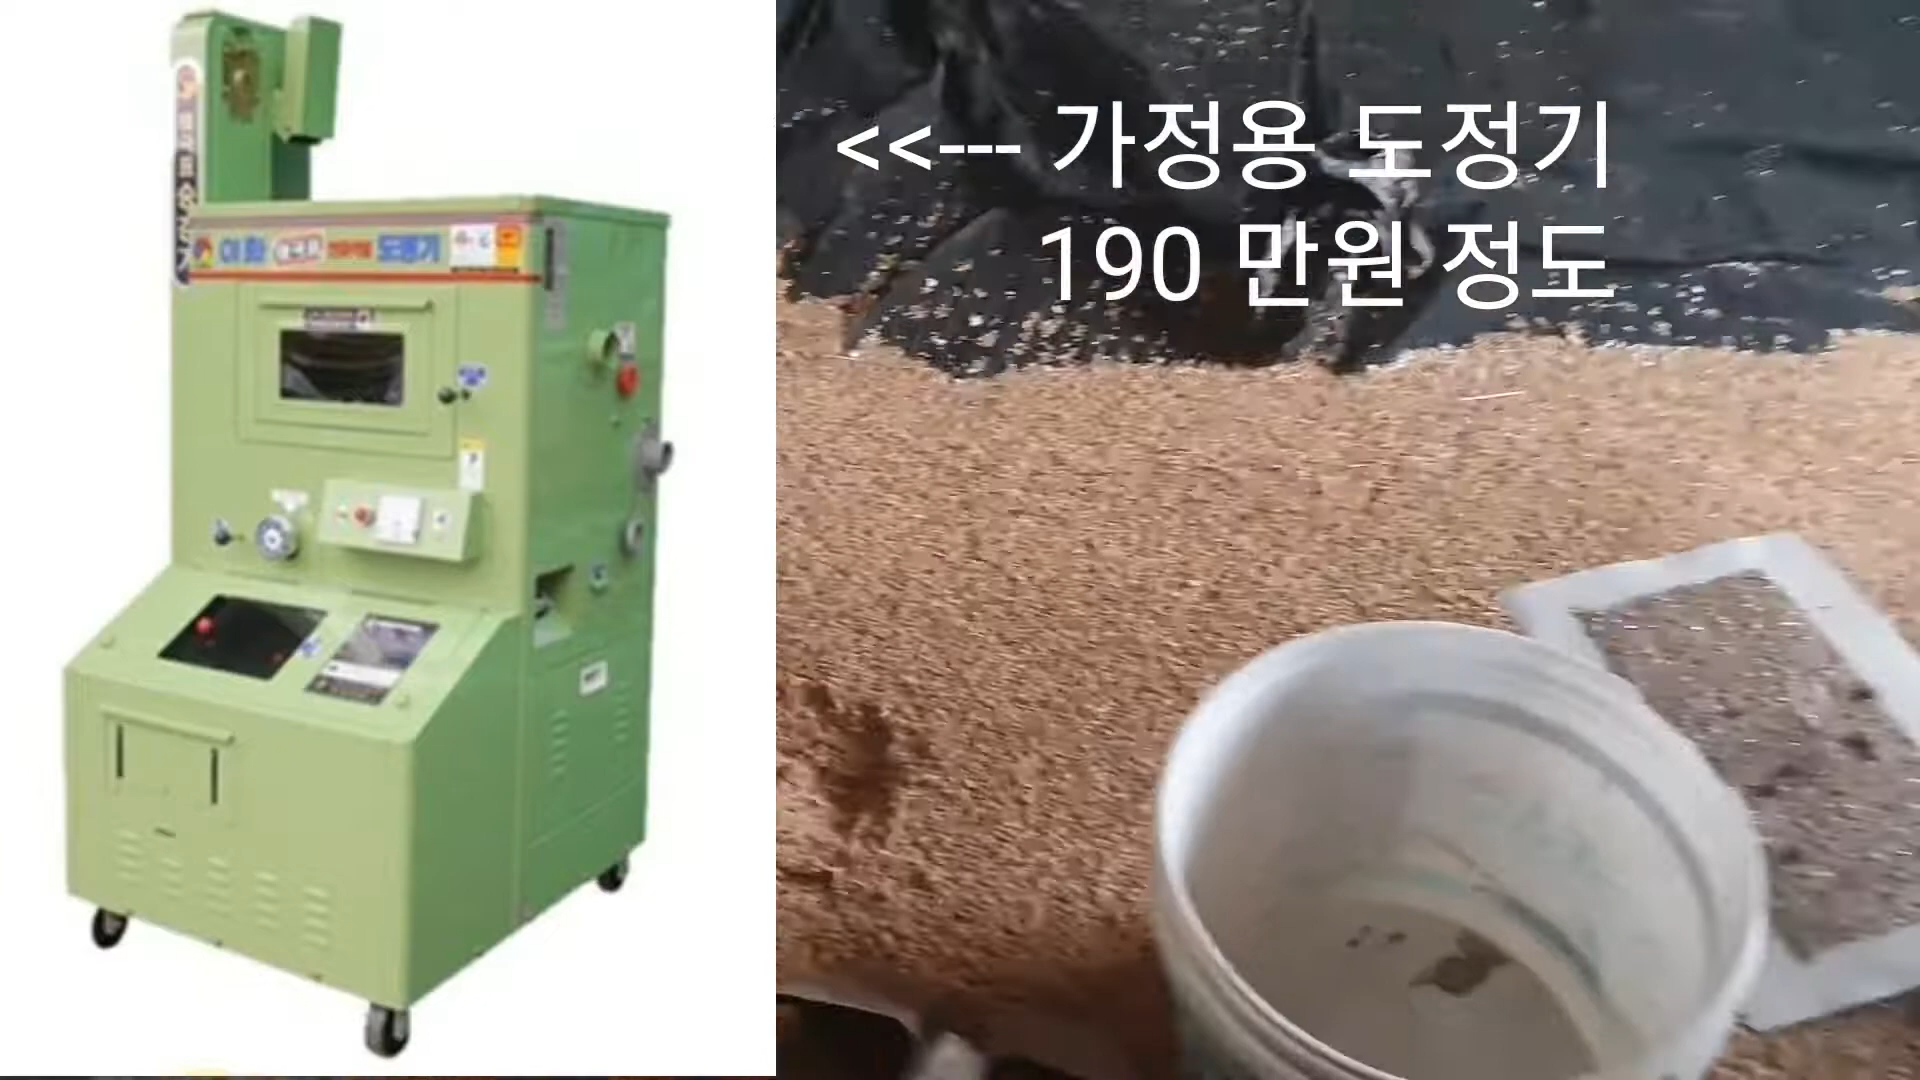 <<--- 가정용 도정기
190 만원 정도
도정기